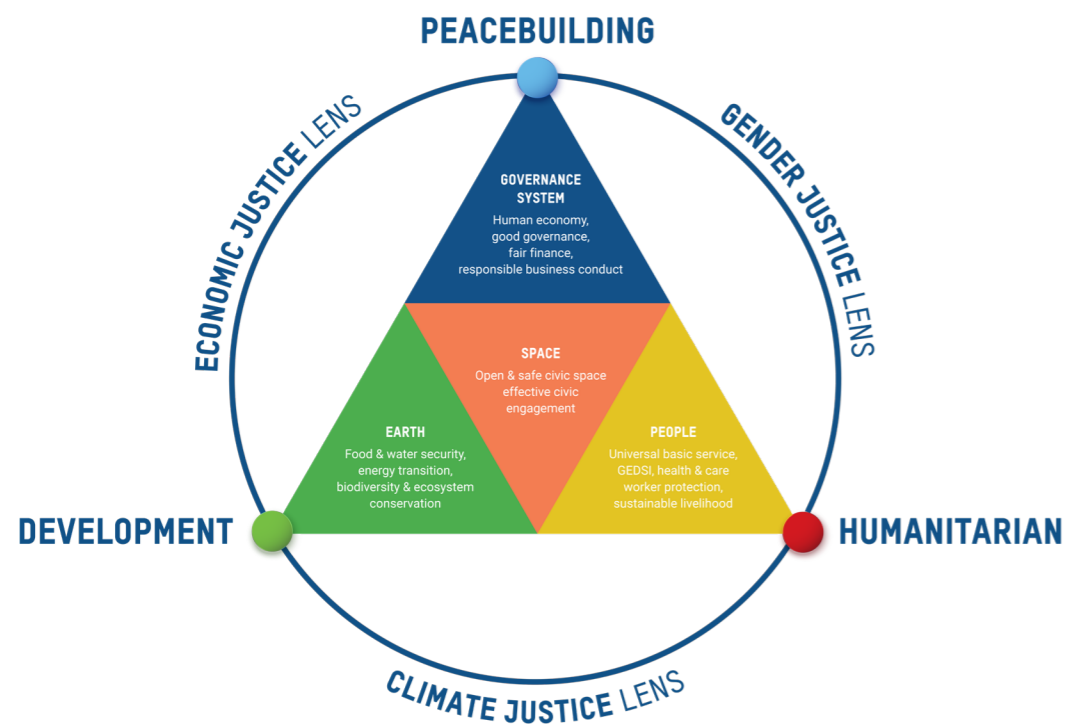 PEACEBUILDING
ECONOMIC JUSTICE LENS
GENDER JUSTICE LENS
GOVERNANCE
SYSTEM
Human economy,
good governance,
fair finance,
responsible business conduct
SPACE
Open & safe civic space
effective civic
engagement
EARTH
Food & water security,
energy transition,
biodiversity & ecosystem
conservation
PEOPLE
Universal basic service,
GEDSI, health & care
worker protection,
sustainable livelihood
DEVELOPMENT
HUMANITARIAN
CLIMATE JUSTICE LENS